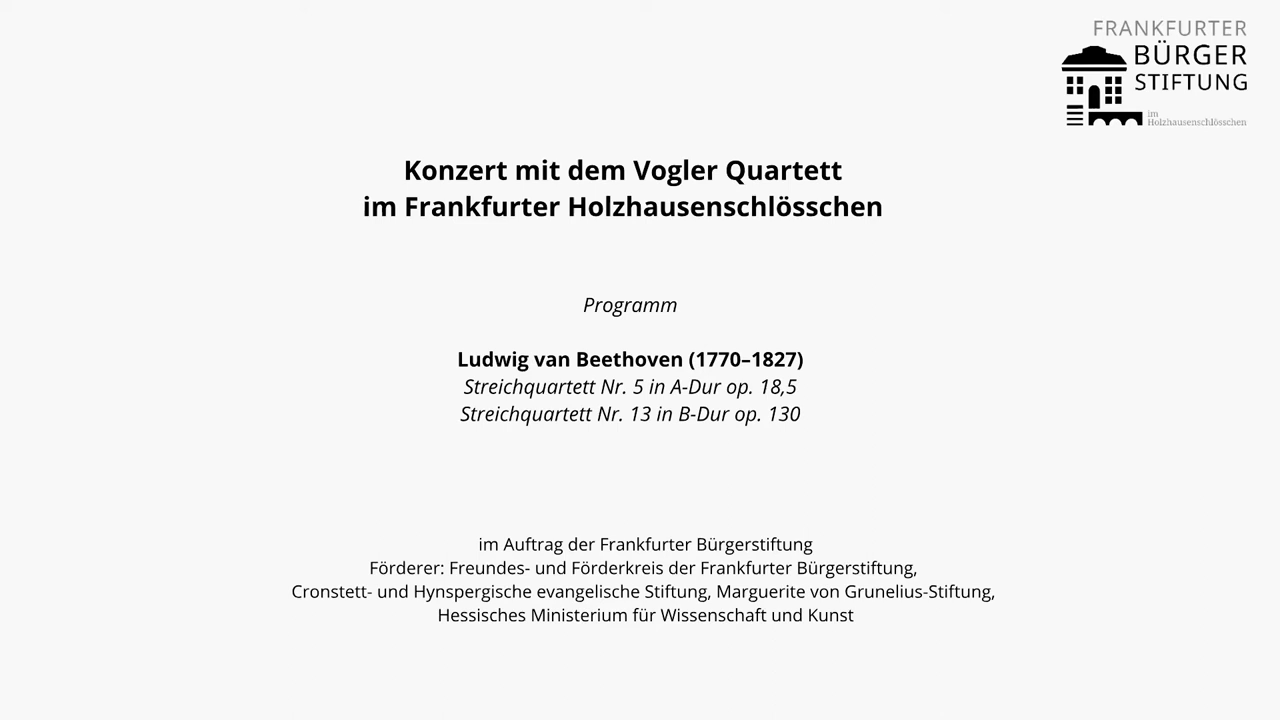 FRANKFURTER
BÜRGER
STIFTUNG
im
Holzhausenschlösschen
Konzert mit dem Vogler Quartett
im Frankfurter Holzhausenschlösschen
Programm
Ludwig van Beethoven (1770–1827)
Streichquartett Nr. 5 in A-Dur op. 18,5
Streichquartett Nr. 13 in B-Dur op. 130
im Auftrag der Frankfurter Bürgerstiftung
Förderer: Freundes- und Förderkreis der Frankfurter Bürgerstiftung,
Cronstett- und Hynspergische evangelische Stiftung, Marguerite von Grunelius-Stiftung,
Hessisches Ministerium für Wissenschaft und Kunst